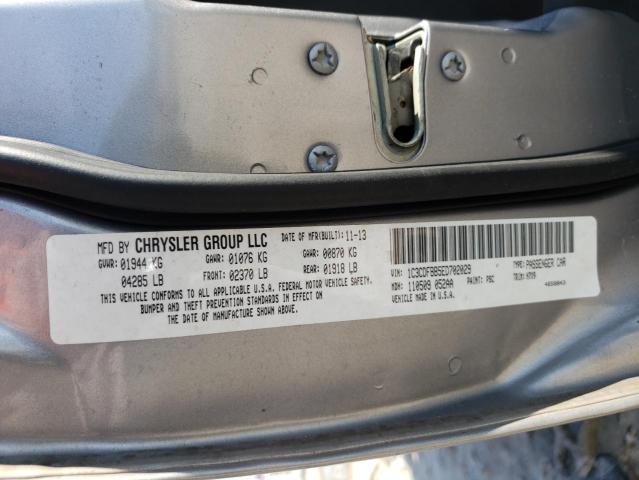 MFD BY CHRYSLER GROUP LLC DATE OF MFR(BUILT): 11-13
GVWR: 01944 KG GAWR: 01076 KG GAWR: 00870 KG
04285 LB FRONT: 02370 LB REAR: 01918 LB
THIS VEHICLE CONFORMS TO ALL APPLICABLE U.S.A. FEDERAL MOTOR VEHICLE SAFETY,
BUMPER AND THEFT PREVENTION STANDARDS IN EFFECT ON
THE DATE OF MANUFACTURE SHOWN ABOVE.
VIN: 1C3CDFBB5ED702029 TYPE: PASSENGER CAR
MDH: 110509 052AA PAINT: PSC TRIM:
MADE IN U.S.A.